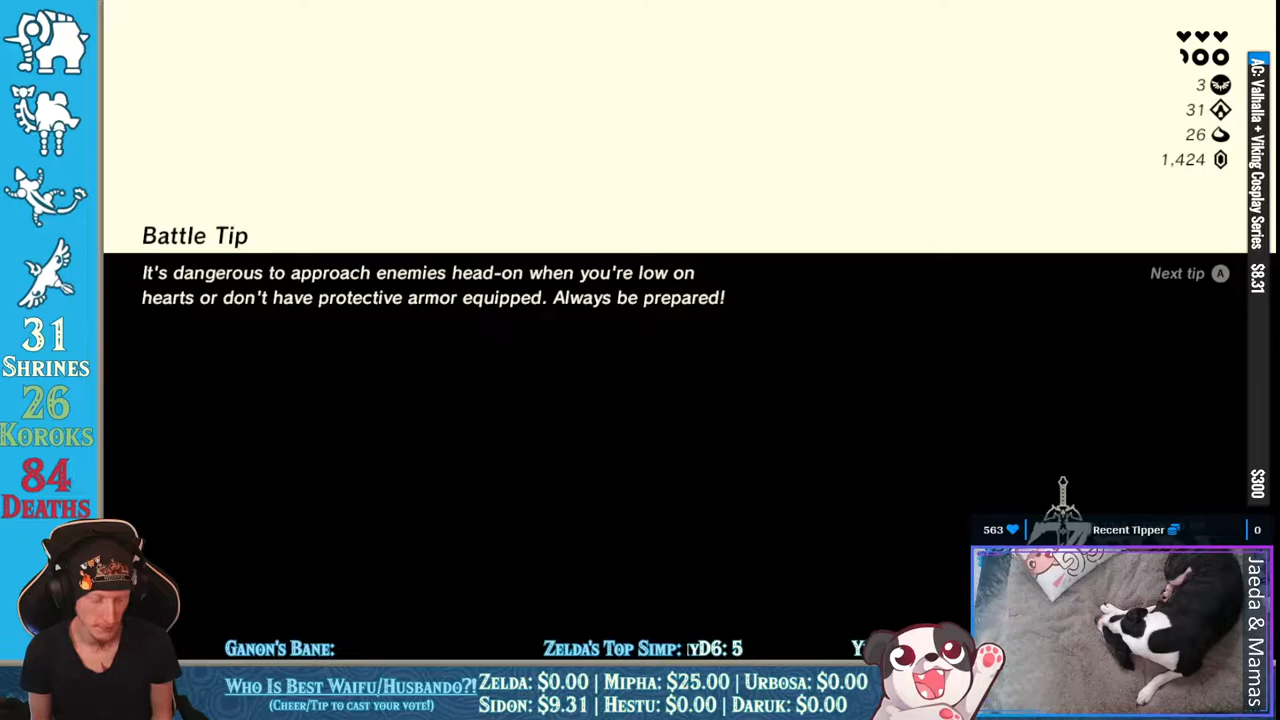 31
SHRINES
26
KOROKS
84
DEATHS
3
31
26
1,424
Battle Tip
It's dangerous to approach enemies head-on when you're low on
hearts or don't have protective armor equipped. Always be prepared!
Next tip A
AC: Valhalla + Viking Cosplay Series $8.31
$300
563
Recent Tipper
0
Jaeda & Mamas
GANON'S BANE:
ZELDA'S TOP SIMP: yD6: 5
WHO IS BEST WAIFU/HUSBANDO?!
(CHEER/TIP TO CAST YOUR VOTE!)
ZELDA: $0.00 | MIPHA: $25.00 | URBOSA: $0.00
SIDON: $9.31 | HESTU: $0.00 | DARUK: $0.00